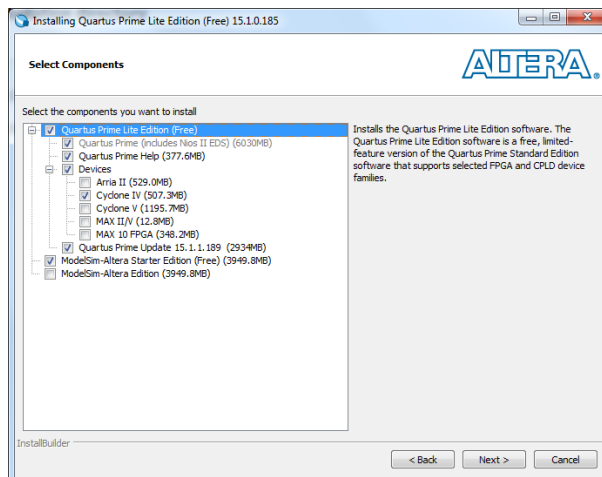 Installing Quartus Prime Lite Edition (Free) 15.1.0.185
Select Components
ALTERA®
Select the components you want to install
Quartus Prime Lite Edition (Free)
Quartus Prime (includes Nios II EDS) (6030MB)
Quartus Prime Help (377.6MB)
Devices
Arria II (529.0MB)
Cyclone IV (507.3MB)
Cyclone V (1195.7MB)
MAX II/V (12.8MB)
MAX 10 FPGA (348.2MB)
Quartus Prime Update 15.1.1.189 (2934MB)
ModelSim-Altera Starter Edition (Free) (3949.8MB)
ModelSim-Altera Edition (3949.8MB)
Installs the Quartus Prime Lite Edition software. The
Quartus Prime Lite Edition software is a free, limited-
feature version of the Quartus Prime Standard Edition
software that supports selected FPGA and CPLD device
families.
InstallBuilder
< Back
Next >
Cancel